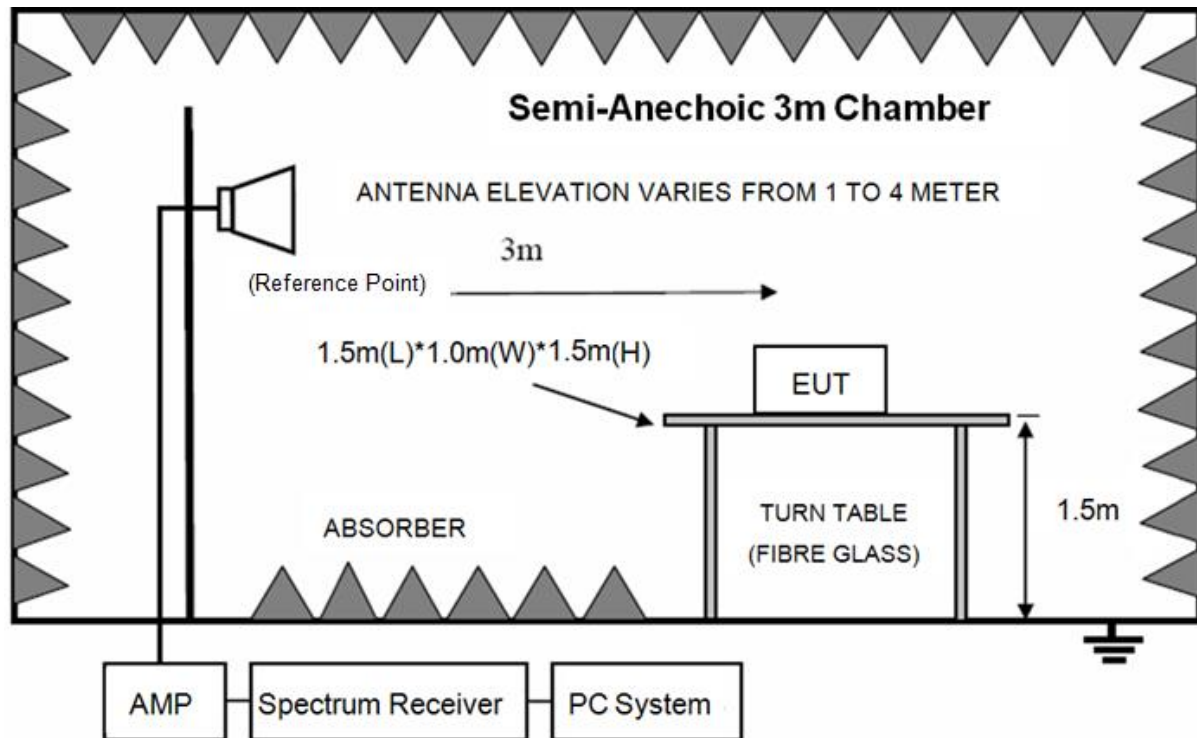 Semi-Anechoic 3m Chamber
ANTENNA ELEVATION VARIES FROM 1 TO 4 METER
3m
(Reference Point)
1.5m(L)*1.0m(W)*1.5m(H)
EUT
ABSORBER
TURN TABLE
(FIBRE GLASS)
1.5m
AMP
Spectrum Receiver
PC System